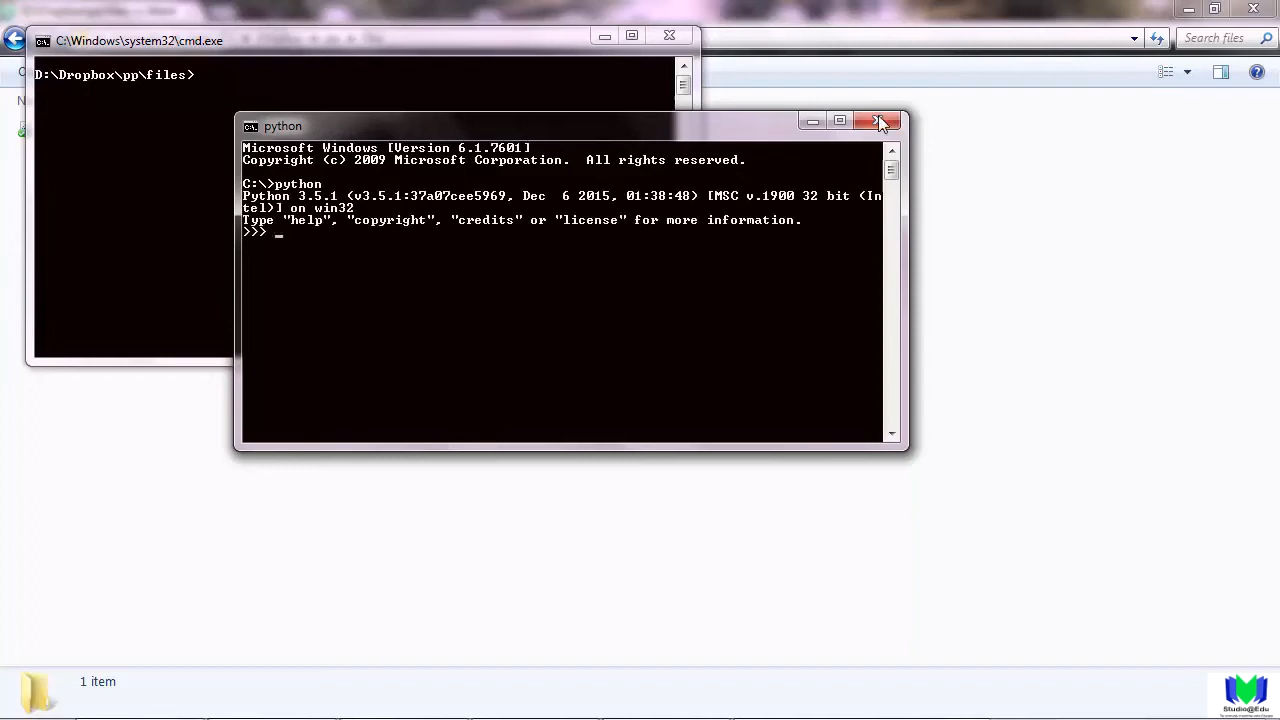 C:\Windows\system32\cmd.exe
Search files
D:\Dropbox\pp\files>
python
Microsoft Windows [Version 6.1.7601]
Copyright (c) 2009 Microsoft Corporation.  All rights reserved.
C:\>python
Python 3.5.1 (v3.5.1:37a07cee5969, Dec  6 2015, 01:38:48) [MSC v.1900 32 bit (In
tel)] on win32
Type "help", "copyright", "credits" or "license" for more information.
>>> _
1 item
Studio@Edu